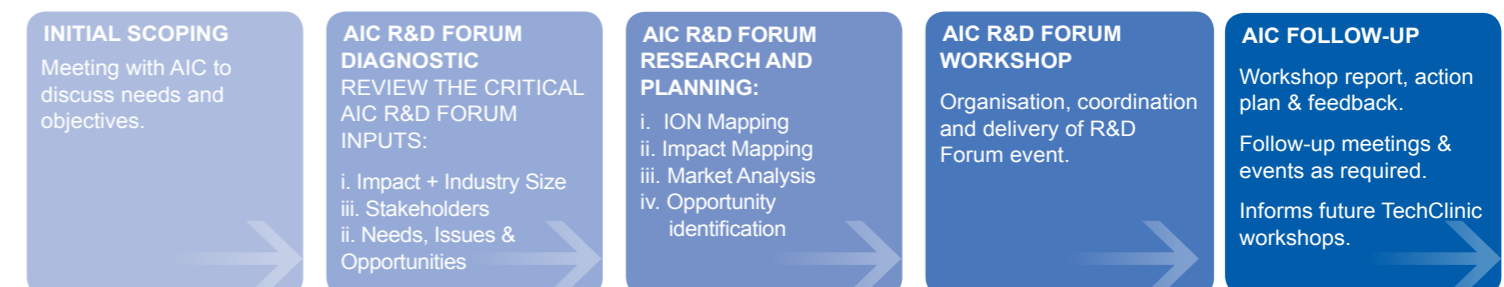 INITIAL SCOPING
Meeting with AIC to
discuss needs and
objectives.
AIC R&D FORUM
DIAGNOSTIC
REVIEW THE CRITICAL
AIC R&D FORUM
INPUTS:
i. Impact + Industry Size
iii. Stakeholders
ii. Needs, Issues &
Opportunities
AIC R&D FORUM
RESEARCH AND
PLANNING:
i. ION Mapping
ii. Impact Mapping
iii. Market Analysis
iv. Opportunity
identification
AIC R&D FORUM
WORKSHOP
Organisation, coordination
and delivery of R&D
Forum event.
AIC FOLLOW-UP
Workshop report, action
plan & feedback.
Follow-up meetings &
events as required.
Informs future TechClinic
workshops.